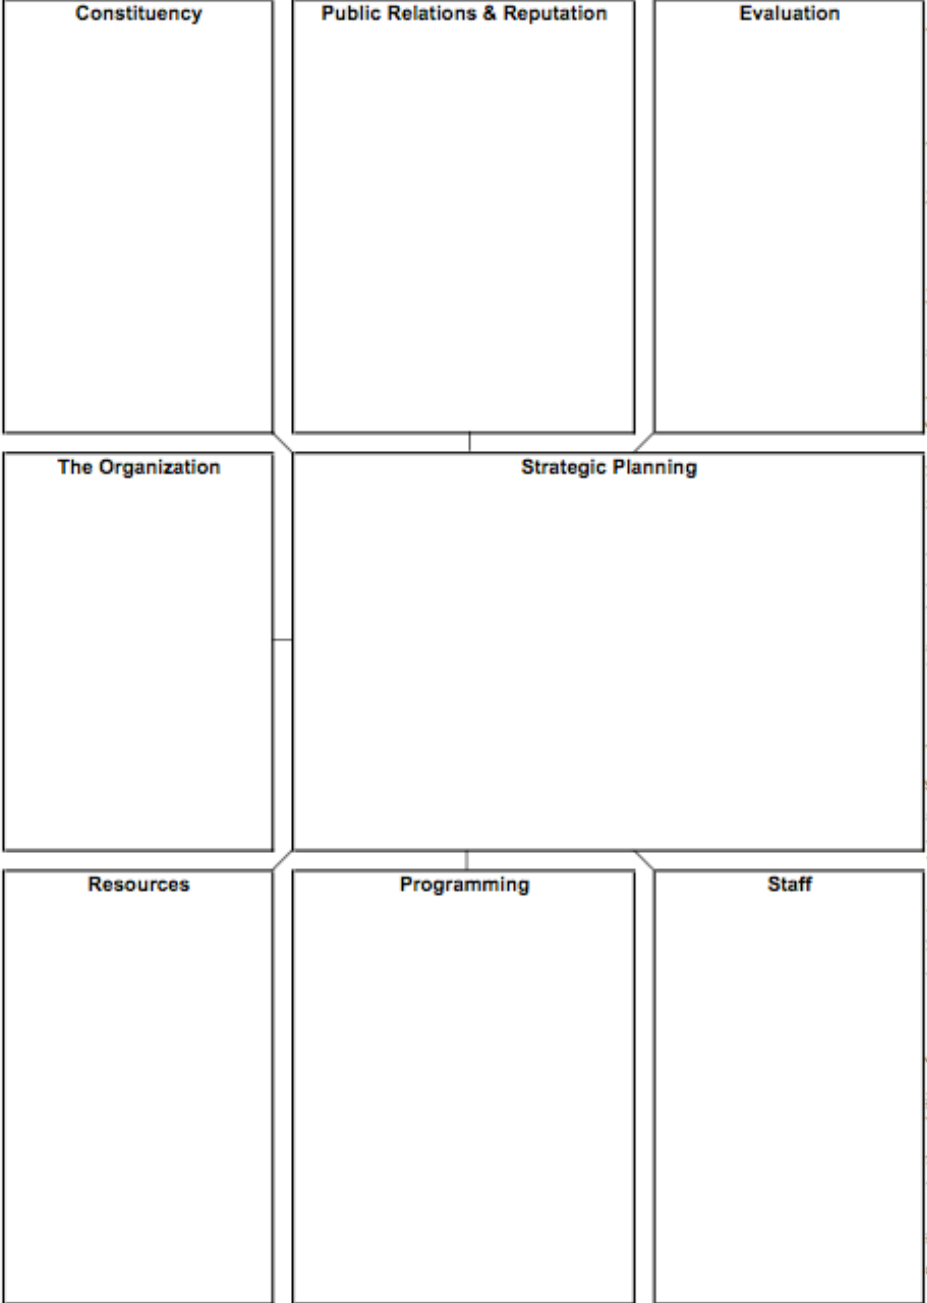 Constituency
Public Relations & Reputation
Evaluation
The Organization
Strategic Planning
Resources
Programming
Staff